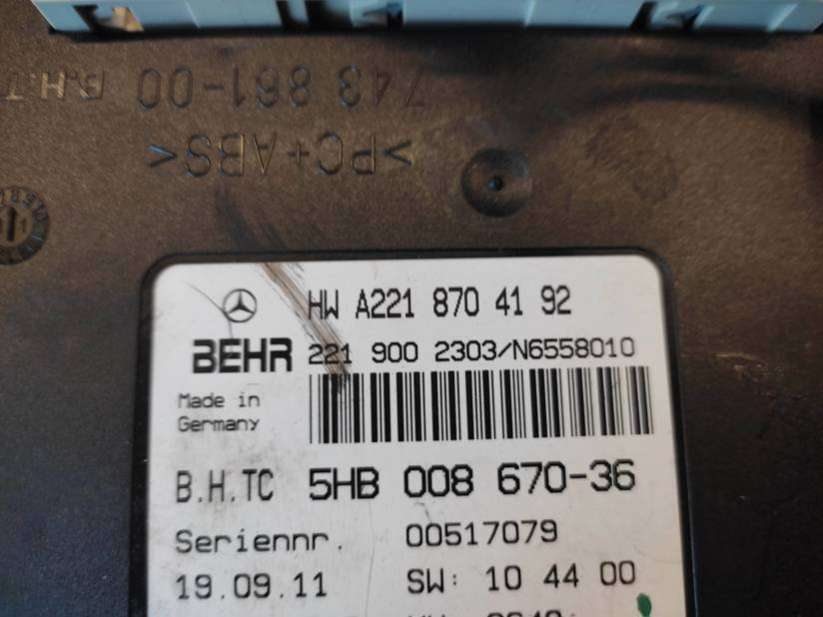 743 861-00 B.H.T
>PC+ABS<
HW A221 870 41 92
BEHR 221 900 2303/N6558010
Made in
Germany
B.H.TC 5HB 008 670-36
Seriennr. 00517079
19.09.11 SW: 10 44 00